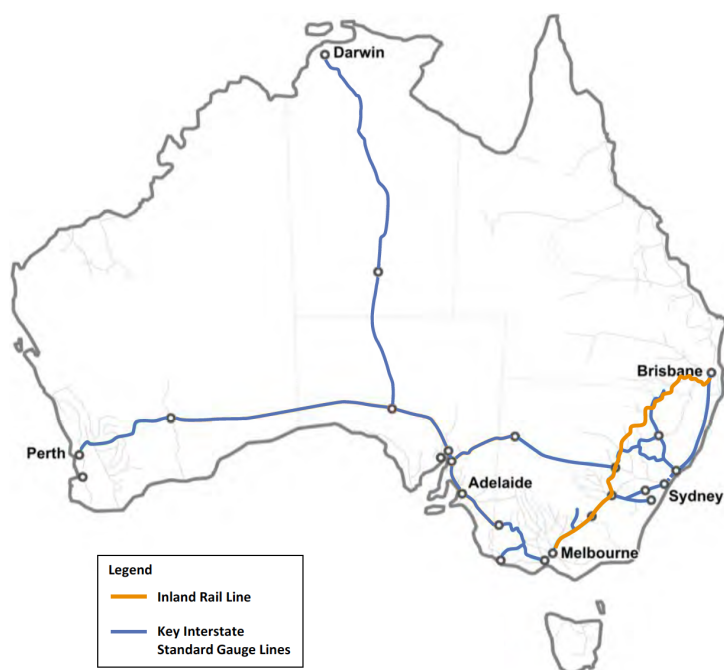 Darwin
Brisbane
Perth
Adelaide
Sydney
Melbourne
Legend
Inland Rail Line
Key Interstate
Standard Gauge Lines